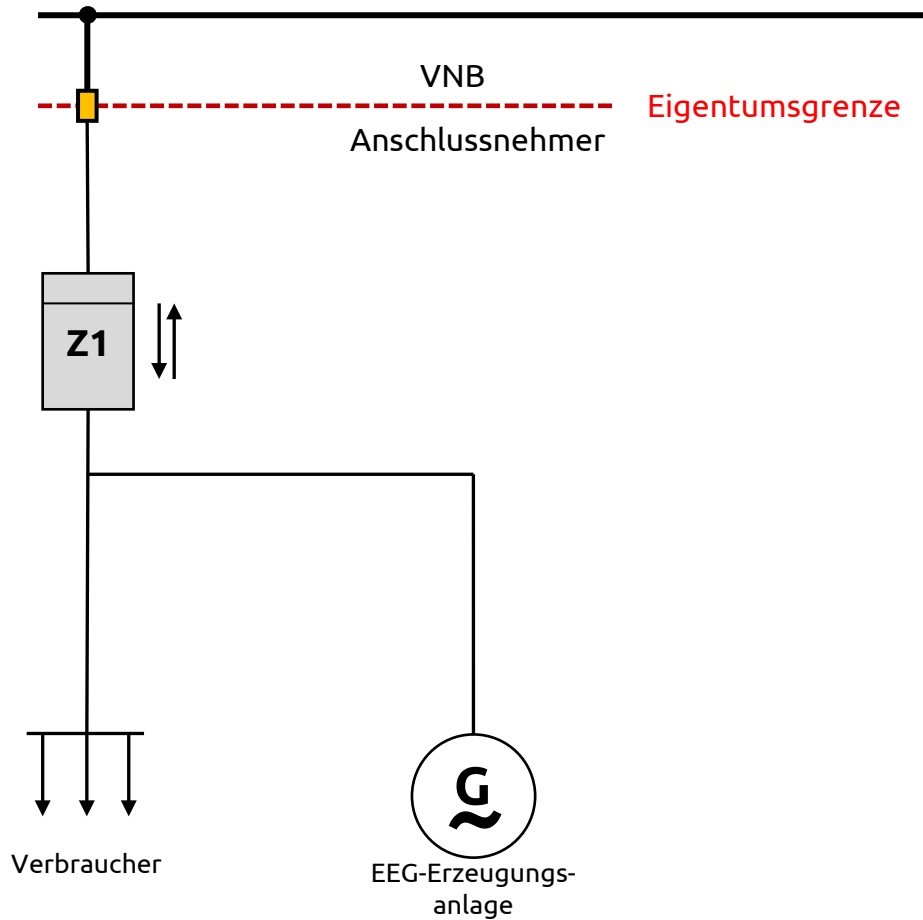 VNB
Eigentumsgrenze
Anschlussnehmer
Z1
G
Verbraucher
EEG-Erzeugungs-
anlage